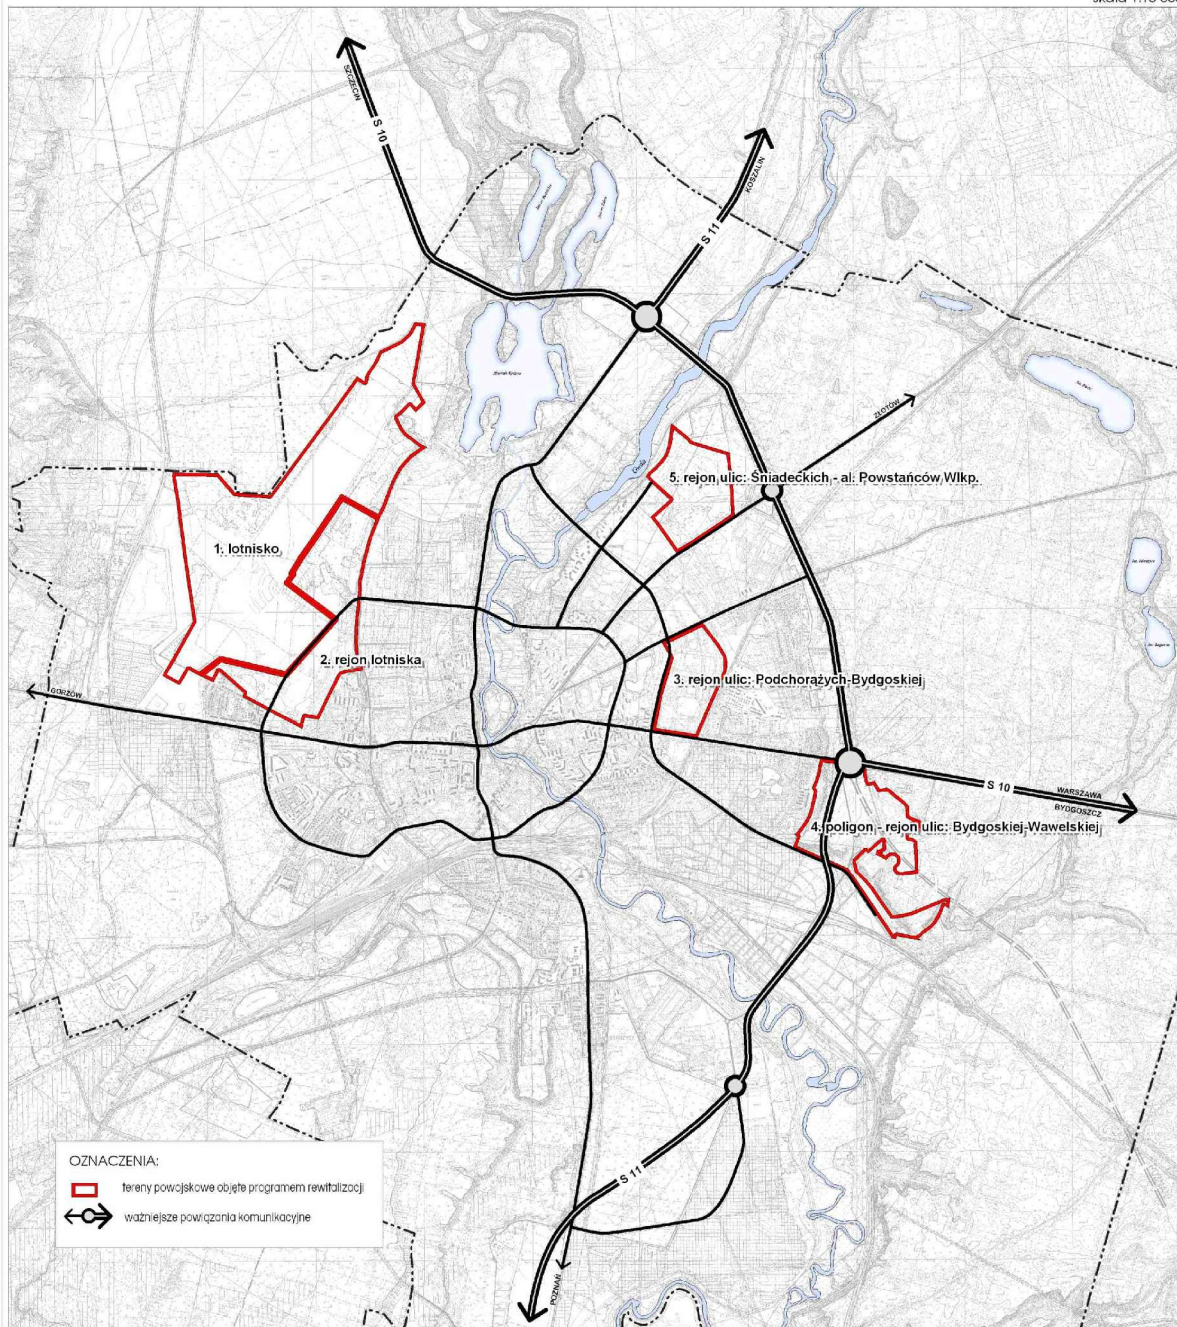 SZCZECIN
S 10
KOSZALIN
S 11
ZŁOTÓW
Gwda
5. rejon ulic: Śniadeckich - al. Powstańców Wlkp.
1. lotnisko
2. rejon lotniska
3. rejon ulic: Podchorążych-Bydgoskiej
GORZÓW
S 10
WARSZAWA
BYDGOSZCZ
4. poligon - rejon ulic: Bydgoskiej-Wawelskiej
S 11
POZNAŃ
OZNACZENIA:
tereny powojskowe objęte programem rewitalizacji
ważniejsze powiązania komunikacyjne